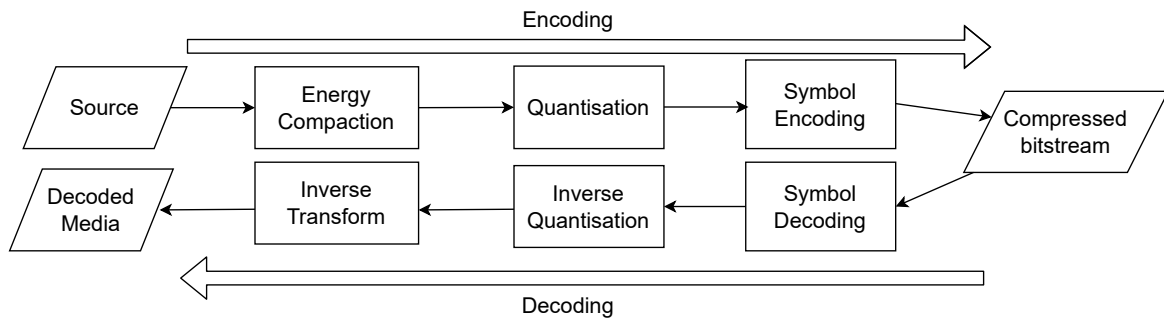 Encoding
Source
Energy
Compaction
Quantisation
Symbol
Encoding
Compressed
bitstream
Decoded
Media
Inverse
Transform
Inverse
Quantisation
Symbol
Decoding
Decoding